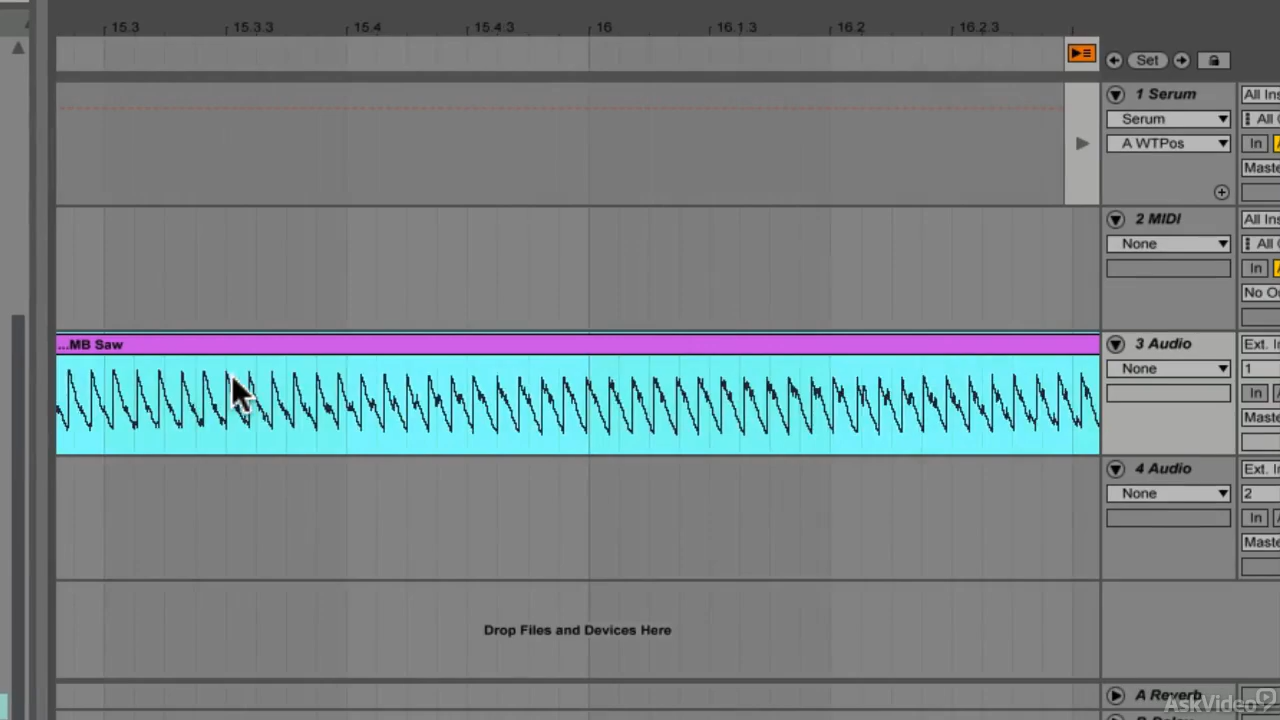 15.3 15.3.3 15.4 15.4.3 16 16.1.3 16.2 16.2.3
Set
1 Serum All Ins
Serum All
A WTPos In
Maste
2 MIDI All Ins
None All
In
No O
...MB Saw
3 Audio Ext. I
None 1
In
Maste
4 Audio Ext. I
None 2
In
Maste
Drop Files and Devices Here
A Reverb
AskVideo